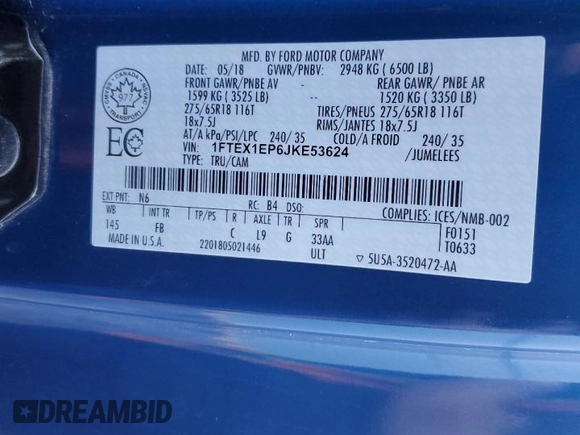 MFD. BY FORD MOTOR COMPANY
DATE: 05/18 GVWR/PNBV: 2948 KG ( 6500 LB)
FRONT GAWR/PNBE AV - REAR GAWR/ PNBE AR
1599 KG ( 3525 LB) -- 1520 KG ( 3350 LB)
275/65R18 116T TIRES/PNEUS 275/65R18 116T
18x7.5J RIMS/JANTES 18x7.5J
AT/A kPa/PSI/LPC 240/ 35 COLD/A FROID 240/ 35
VIN: 1FTEX1EP6JKE53624 /JUMELEES
TYPE: TRU/CAM
CANADA
977
EC
EXT PNT: N6 RC: B4 DSO: COMPLIES: ICES/NMB-002
WB INT TR TP/PS R AXLE TR SPR F0151
145 FB C L9 G 33AA T0633
MADE IN U.S.A. 2201805021446 ULT ▽ 5U5A-3520472-AA
DREAMBID